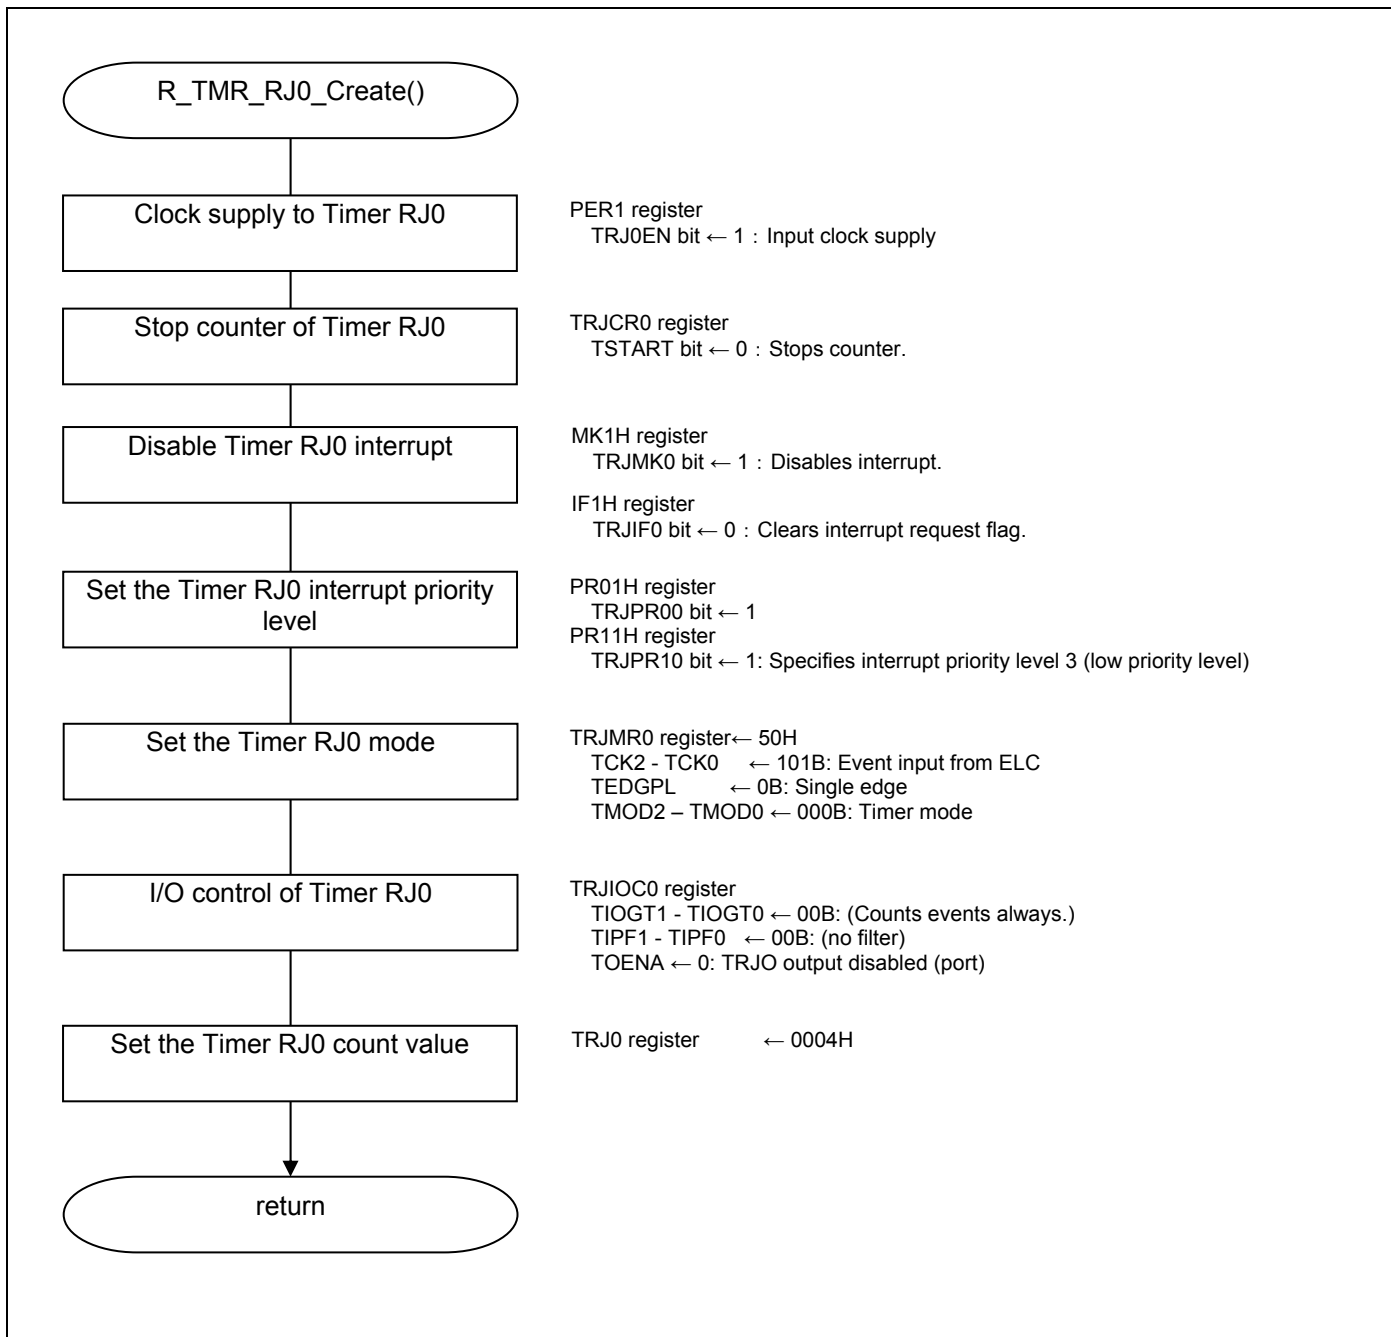 R_TMR_RJ0_Create()
Clock supply to Timer RJ0
PER1 register
TRJ0EN bit ← 1 : Input clock supply
Stop counter of Timer RJ0
TRJCR0 register
TSTART bit ← 0 : Stops counter.
Disable Timer RJ0 interrupt
MK1H register
TRJMK0 bit ← 1 : Disables interrupt.
IF1H register
TRJIF0 bit ← 0 : Clears interrupt request flag.
Set the Timer RJ0 interrupt priority
level
PR01H register
TRJPR00 bit ← 1
PR11H register
TRJPR10 bit ← 1: Specifies interrupt priority level 3 (low priority level)
Set the Timer RJ0 mode
TRJMR0 register← 50H
TCK2 - TCK0 ← 101B: Event input from ELC
TEDGPL ← 0B: Single edge
TMOD2 – TMOD0 ← 000B: Timer mode
I/O control of Timer RJ0
TRJIOC0 register
TIOGT1 - TIOGT0 ← 00B: (Counts events always.)
TIPF1 - TIPF0 ← 00B: (no filter)
TOENA ← 0: TRJO output disabled (port)
Set the Timer RJ0 count value
TRJ0 register ← 0004H
return